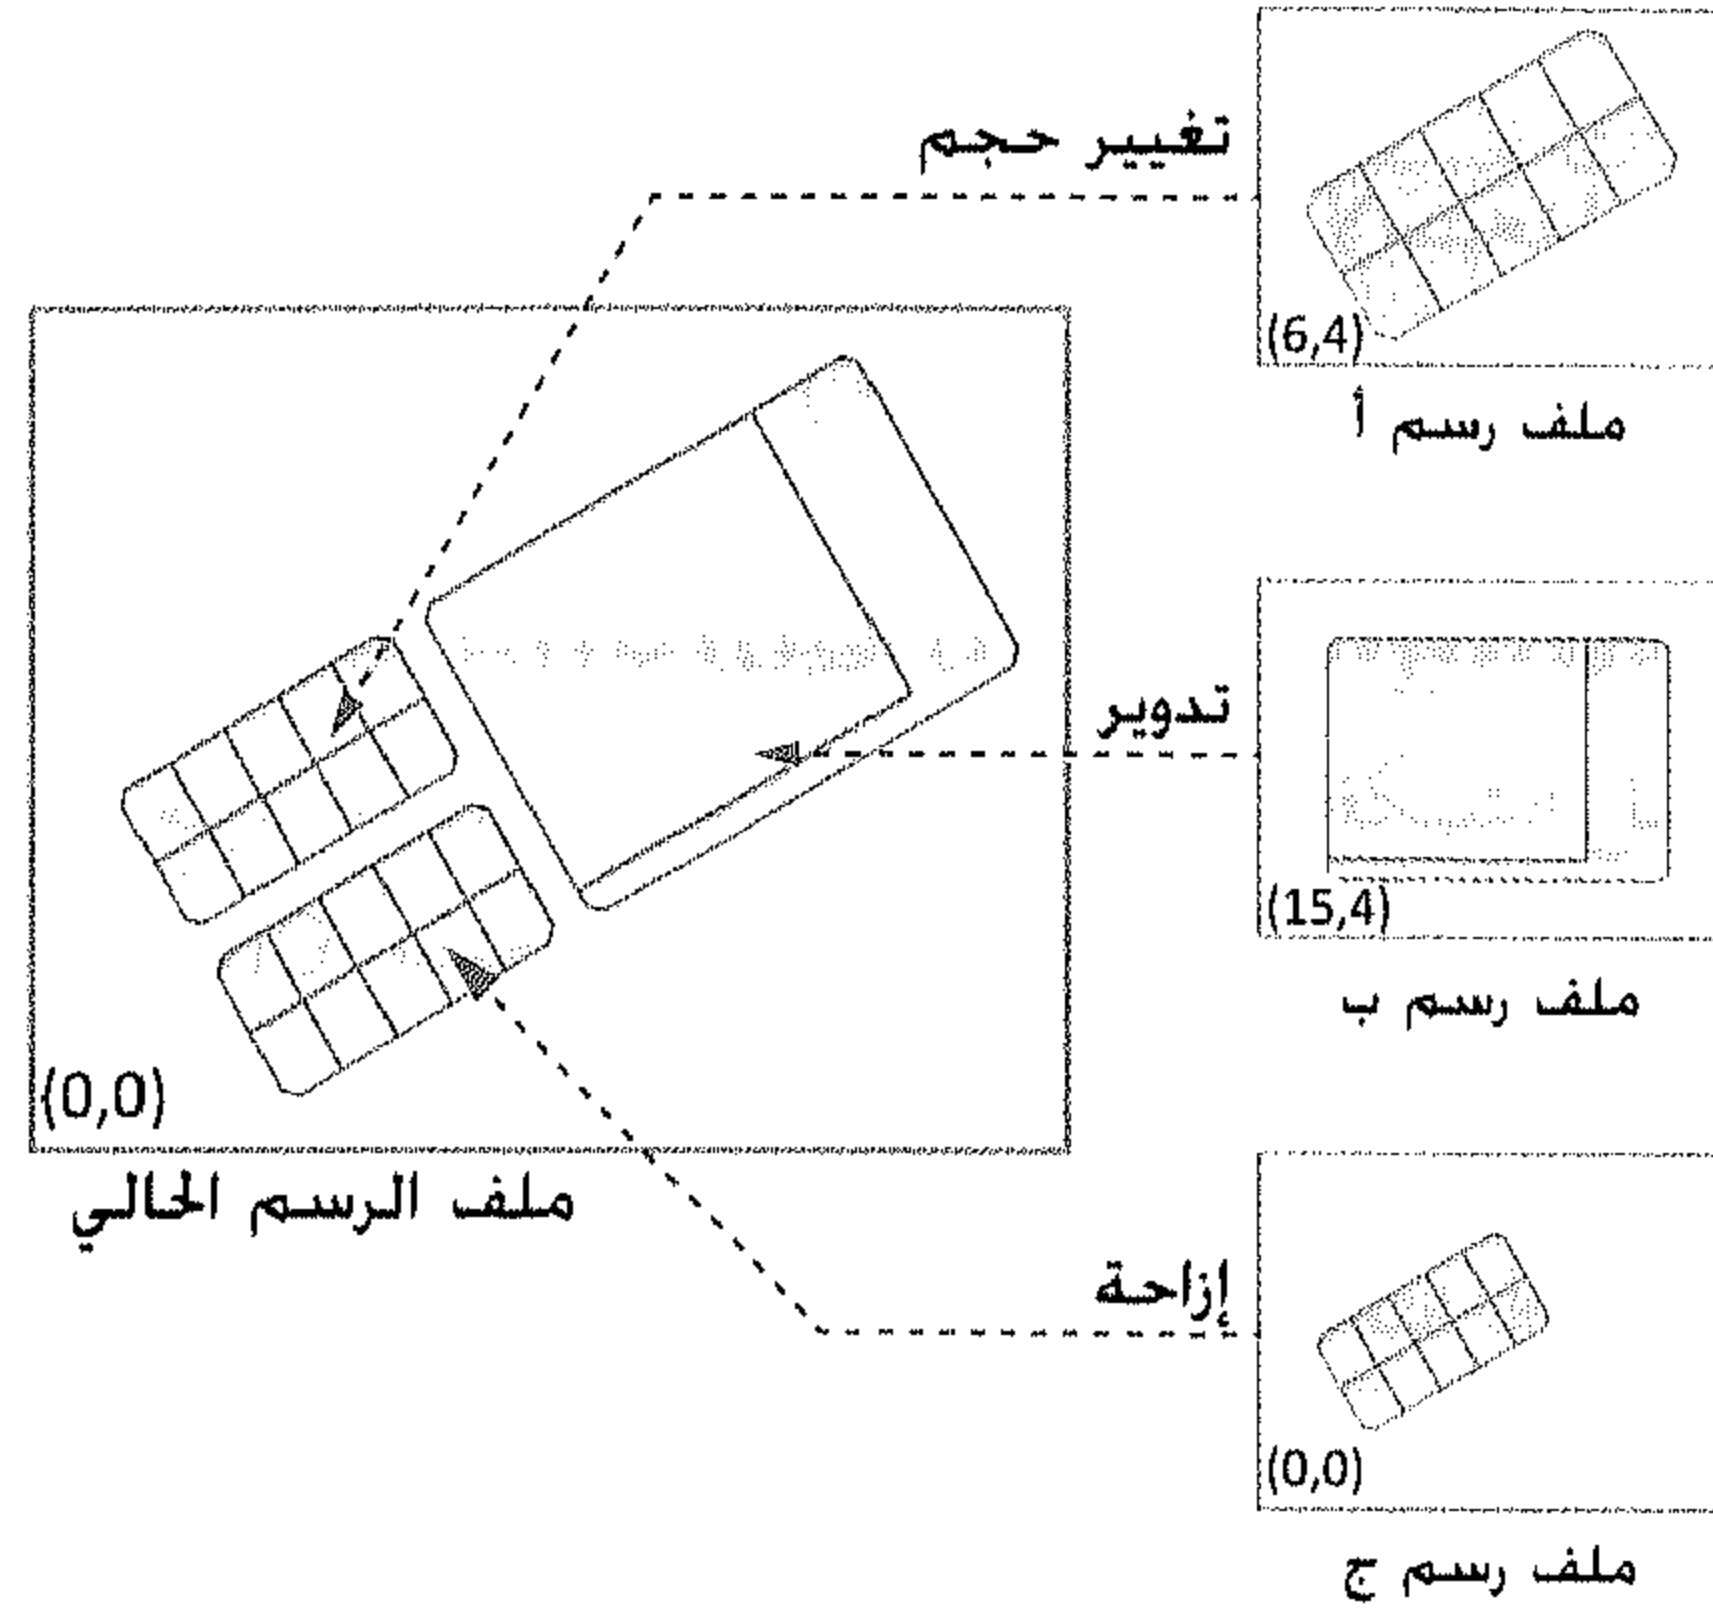 تغيير حجم
(6,4)
ملف رسم أ
تدوير
(15,4)
ملف رسم ب
(0,0)
ملف الرسم الحالي
إزاحة
(0,0)
ملف رسم ج